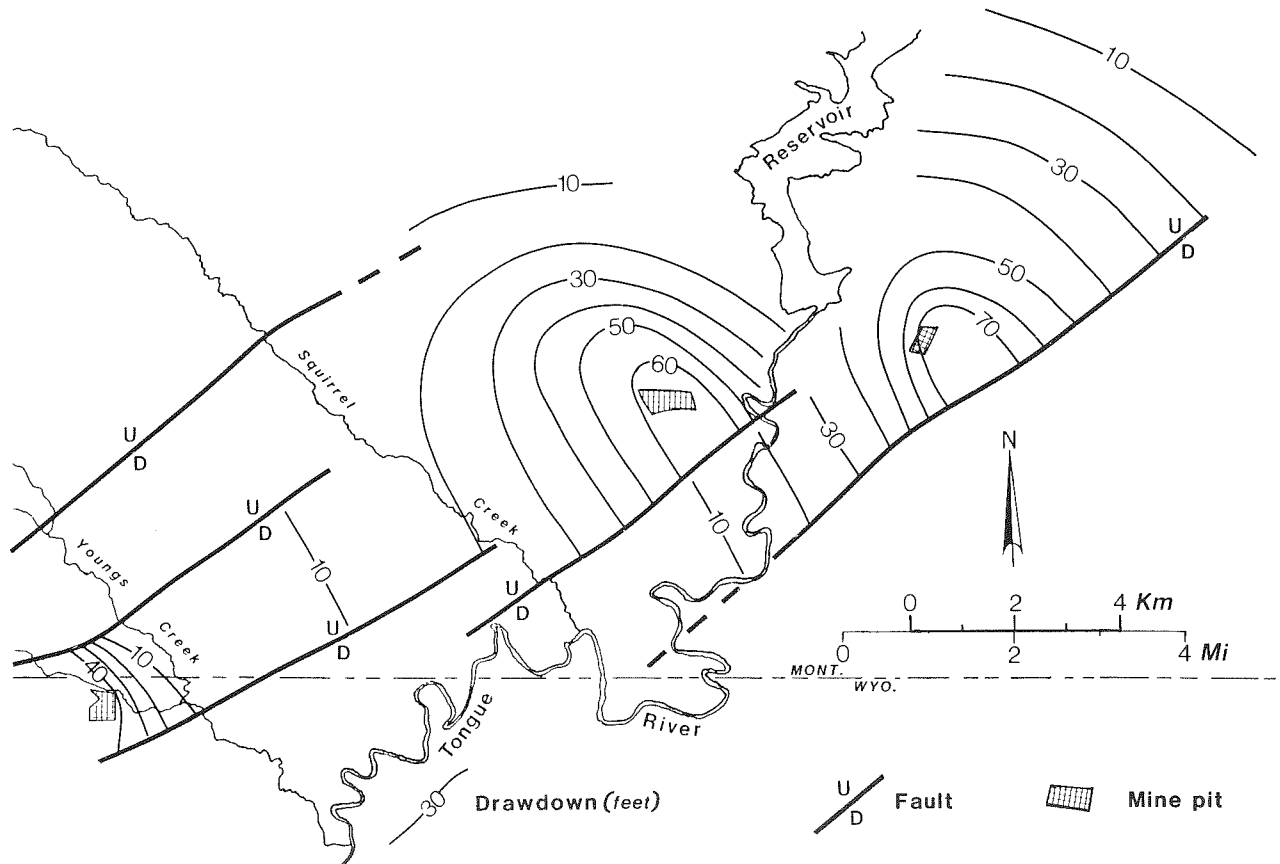 10
Reservoir
30
10
U
D
50
30
50
70
60
Squirrel
U
D
30
N
Creek
10
U
D
Youngs
10
U
D
0 2 4 Km
Creek
U
D
40
10
0 2 4 Mi
MONT.
WYO.
Tongue
River
30
Drawdown (feet)
U
D
Fault
Mine pit